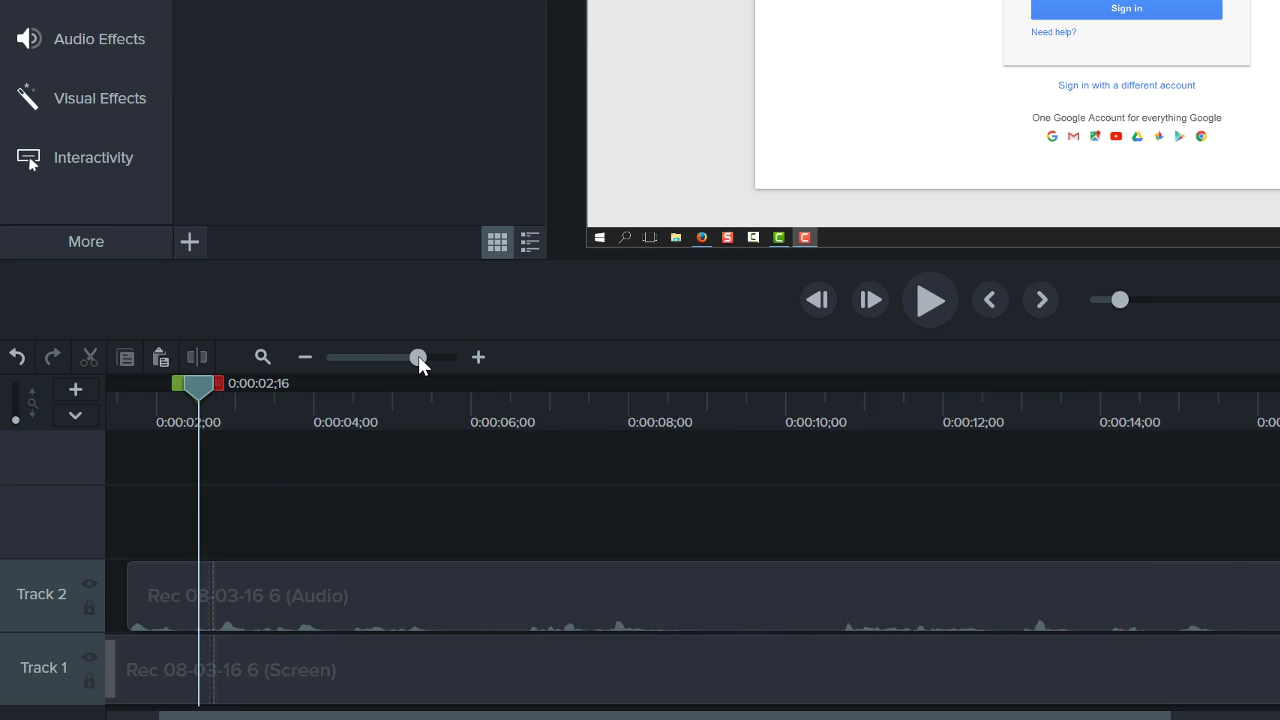 Audio Effects
Visual Effects
Interactivity
More
Sign in
Need help?
Sign in with a different account
One Google Account for everything Google
0:00:02;16
0:00:02;00 0:00:04;00 0:00:06;00 0:00:08;00 0:00:10;00 0:00:12;00 0:00:14;00 0:00
Track 2
Rec 08-03-16 6 (Audio)
Track 1
Rec 08-03-16 6 (Screen)